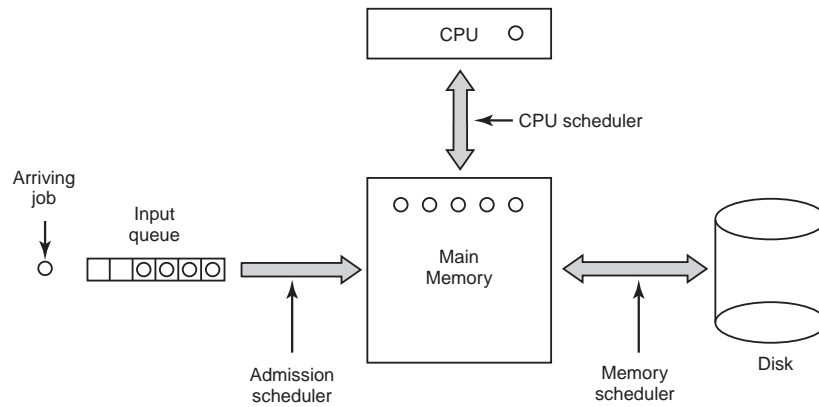 CPU
CPU scheduler
Arriving
job
Input
queue
Main
Memory
Admission
scheduler
Memory
scheduler
Disk